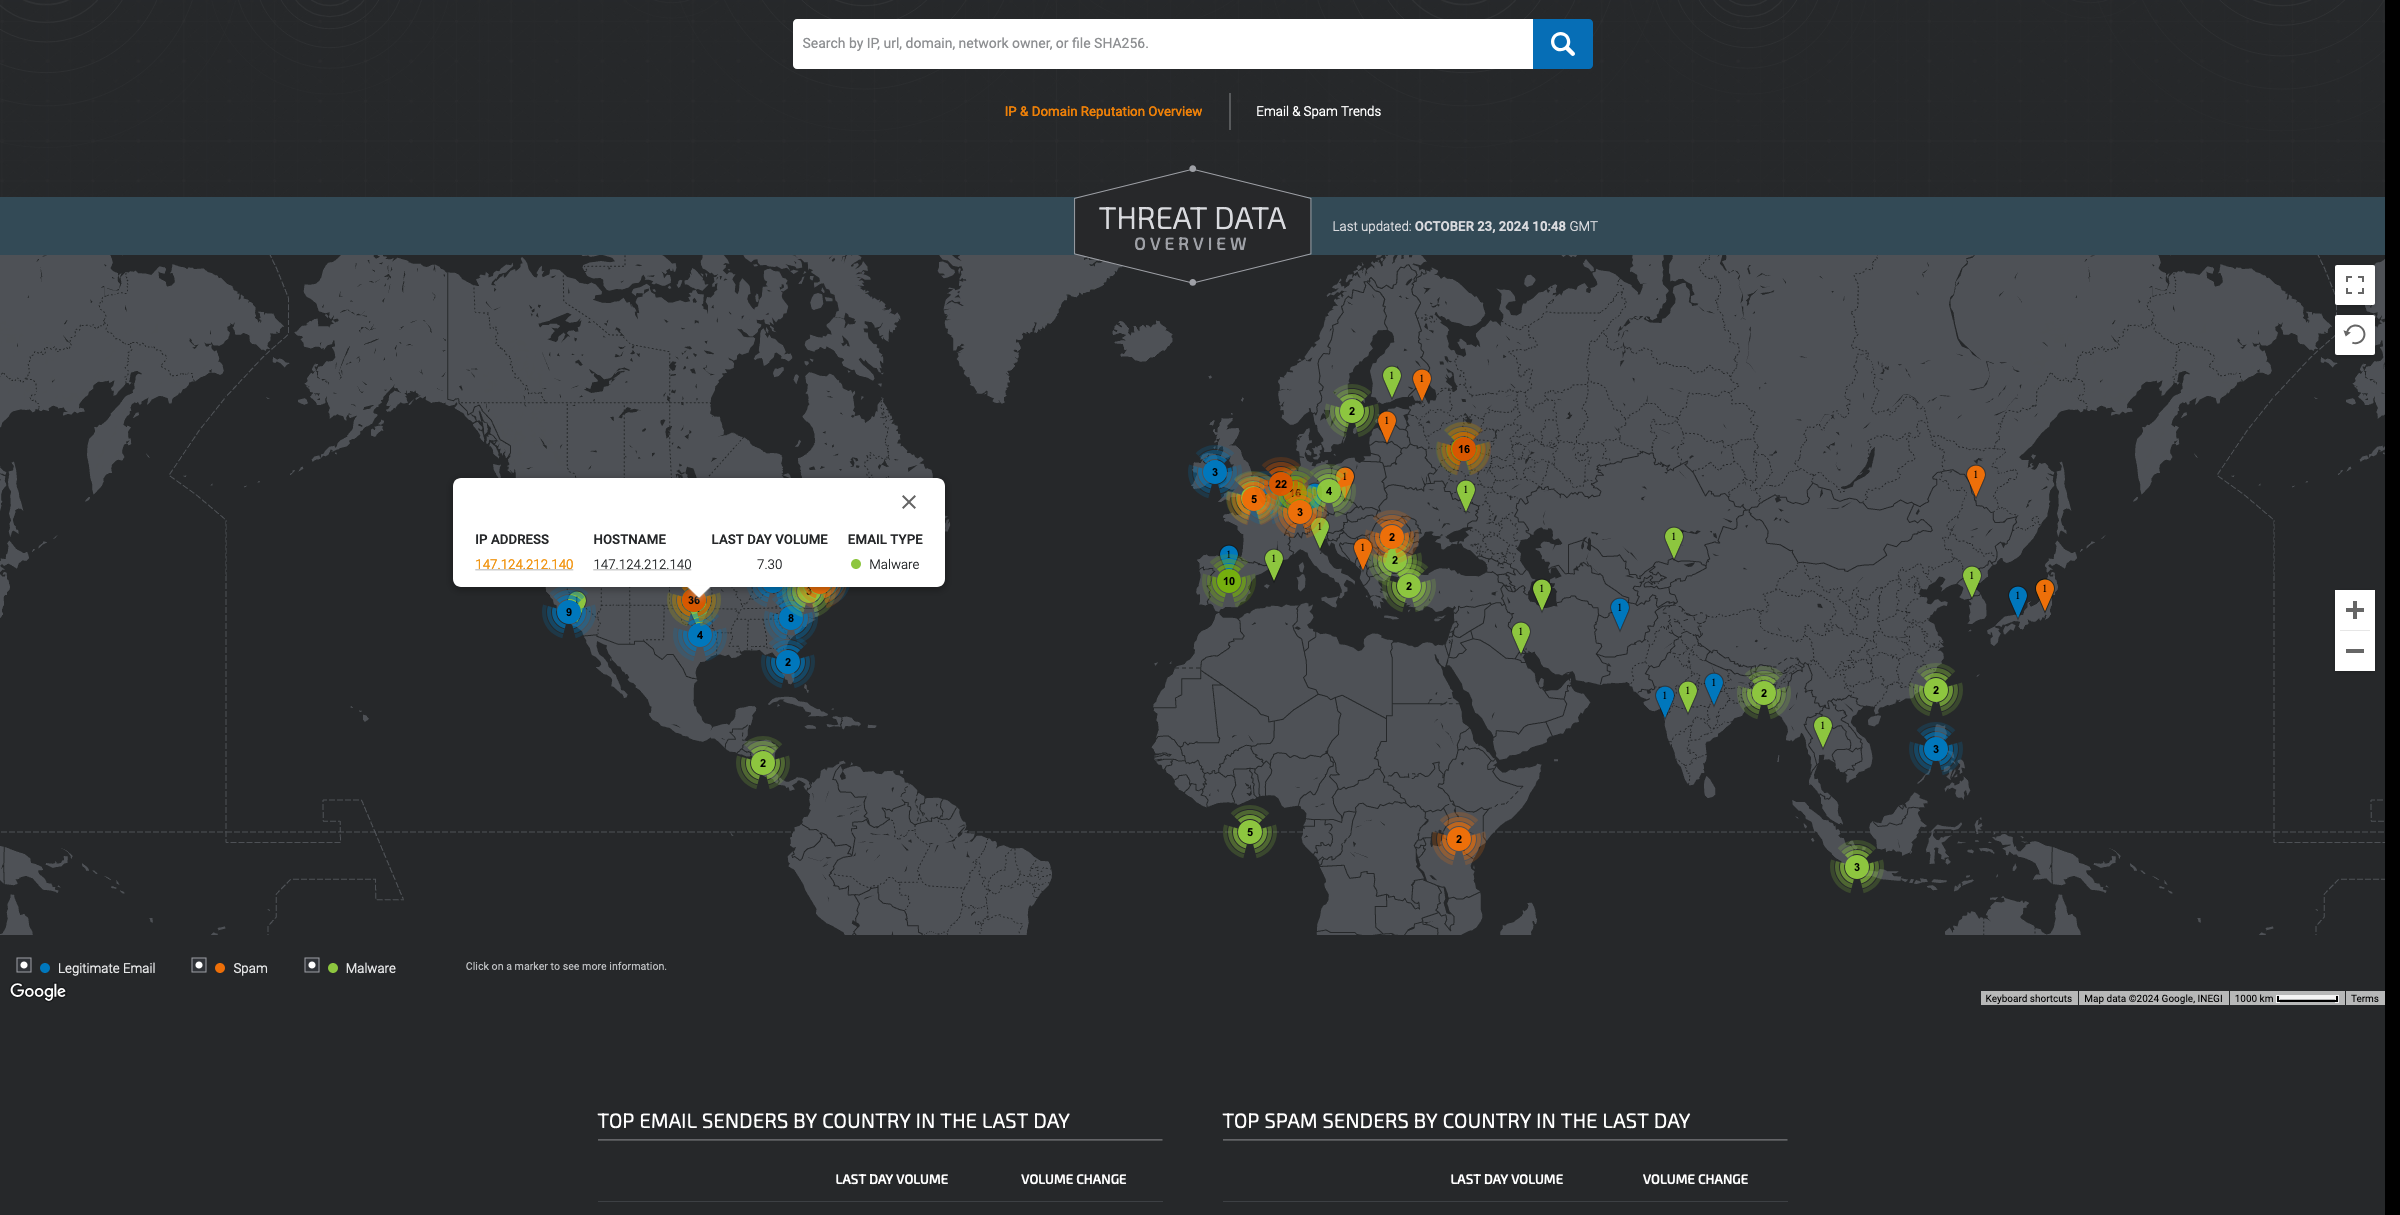 Search by IP, url, domain, network owner, or file SHA256.
IP & Domain Reputation Overview
Email & Spam Trends
THREAT DATA
OVERVIEW
Last updated: OCTOBER 23, 2024 10:48 GMT
1
1
2
1
16
3
22
1
1
5
16
4
1
3
1
2
1
1
1
1
2
10
2
1
1
1
1
1
1
IP ADDRESS HOSTNAME LAST DAY VOLUME EMAIL TYPE
147.124.212.140 147.124.212.140 7.30 Malware
36
3
9
8
4
2
1
1
1
1
2
2
1
3
2
5
2
3
Legitimate Email
Spam
Malware
Click on a marker to see more information.
Google
Keyboard shortcuts
Map data ©2024 Google, INEGI
1000 km
Terms
TOP EMAIL SENDERS BY COUNTRY IN THE LAST DAY
LAST DAY VOLUME VOLUME CHANGE
TOP SPAM SENDERS BY COUNTRY IN THE LAST DAY
LAST DAY VOLUME VOLUME CHANGE